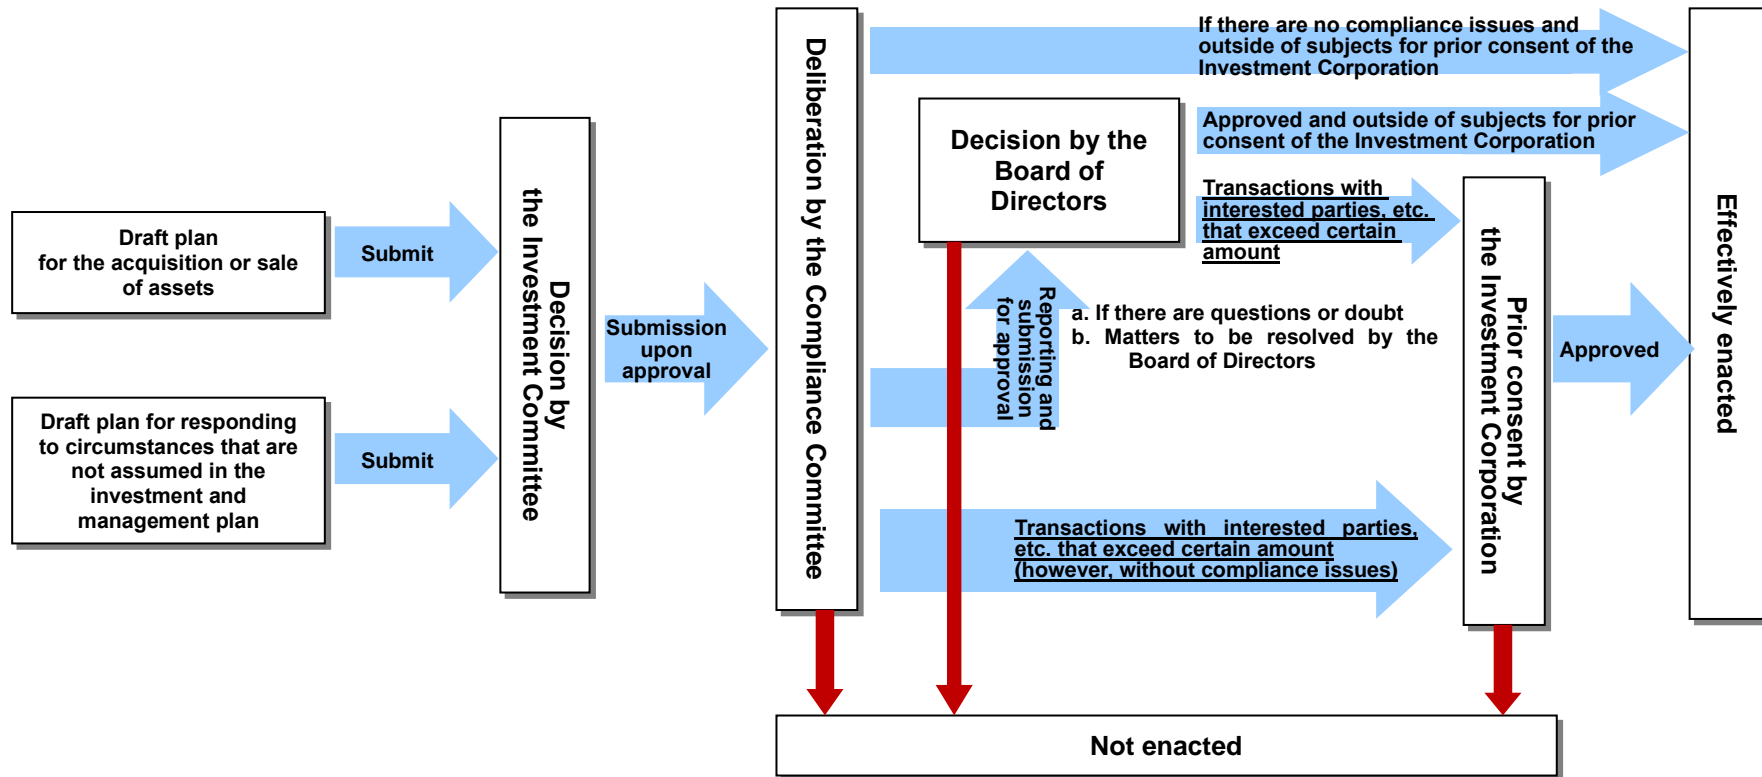 Draft plan
for the acquisition or sale
of assets
Submit
Draft plan for responding
to circumstances that are
not assumed in the
investment and
management plan
Submit
Decision by
the Investment Committee
Submission
upon
approval
Deliberation by the Compliance Committee
If there are no compliance issues and
outside of subjects for prior consent of the
Investment Corporation
Decision by the
Board of
Directors
Approved and outside of subjects for prior
consent of the Investment Corporation
Transactions with
interested parties, etc.
that exceed certain
amount
Reporting and
submission
for approval
a. If there are questions or doubt
b. Matters to be resolved by the
Board of Directors
Transactions with interested parties,
etc. that exceed certain amount
(however, without compliance issues)
Prior consent by
the Investment Corporation
Approved
Effectively enacted
Not enacted